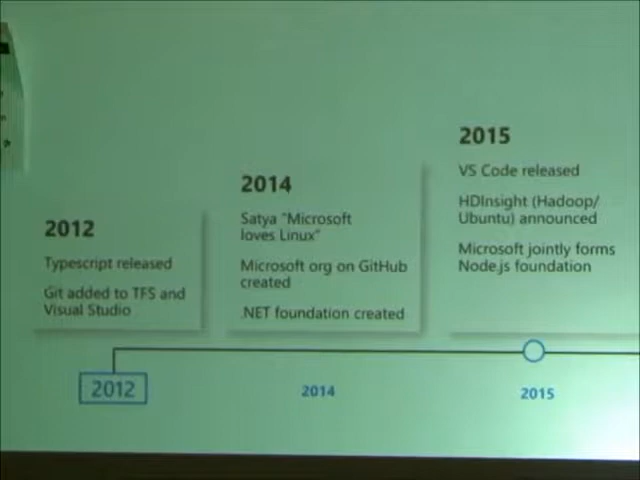 2012
Typescript released
Git added to TFS and
Visual Studio
2014
Satya "Microsoft
loves Linux"
Microsoft org on GitHub
created
.NET foundation created
2015
VS Code released
HDInsight (Hadoop/
Ubuntu) announced
Microsoft jointly forms
Node.js foundation
2012
2014
2015